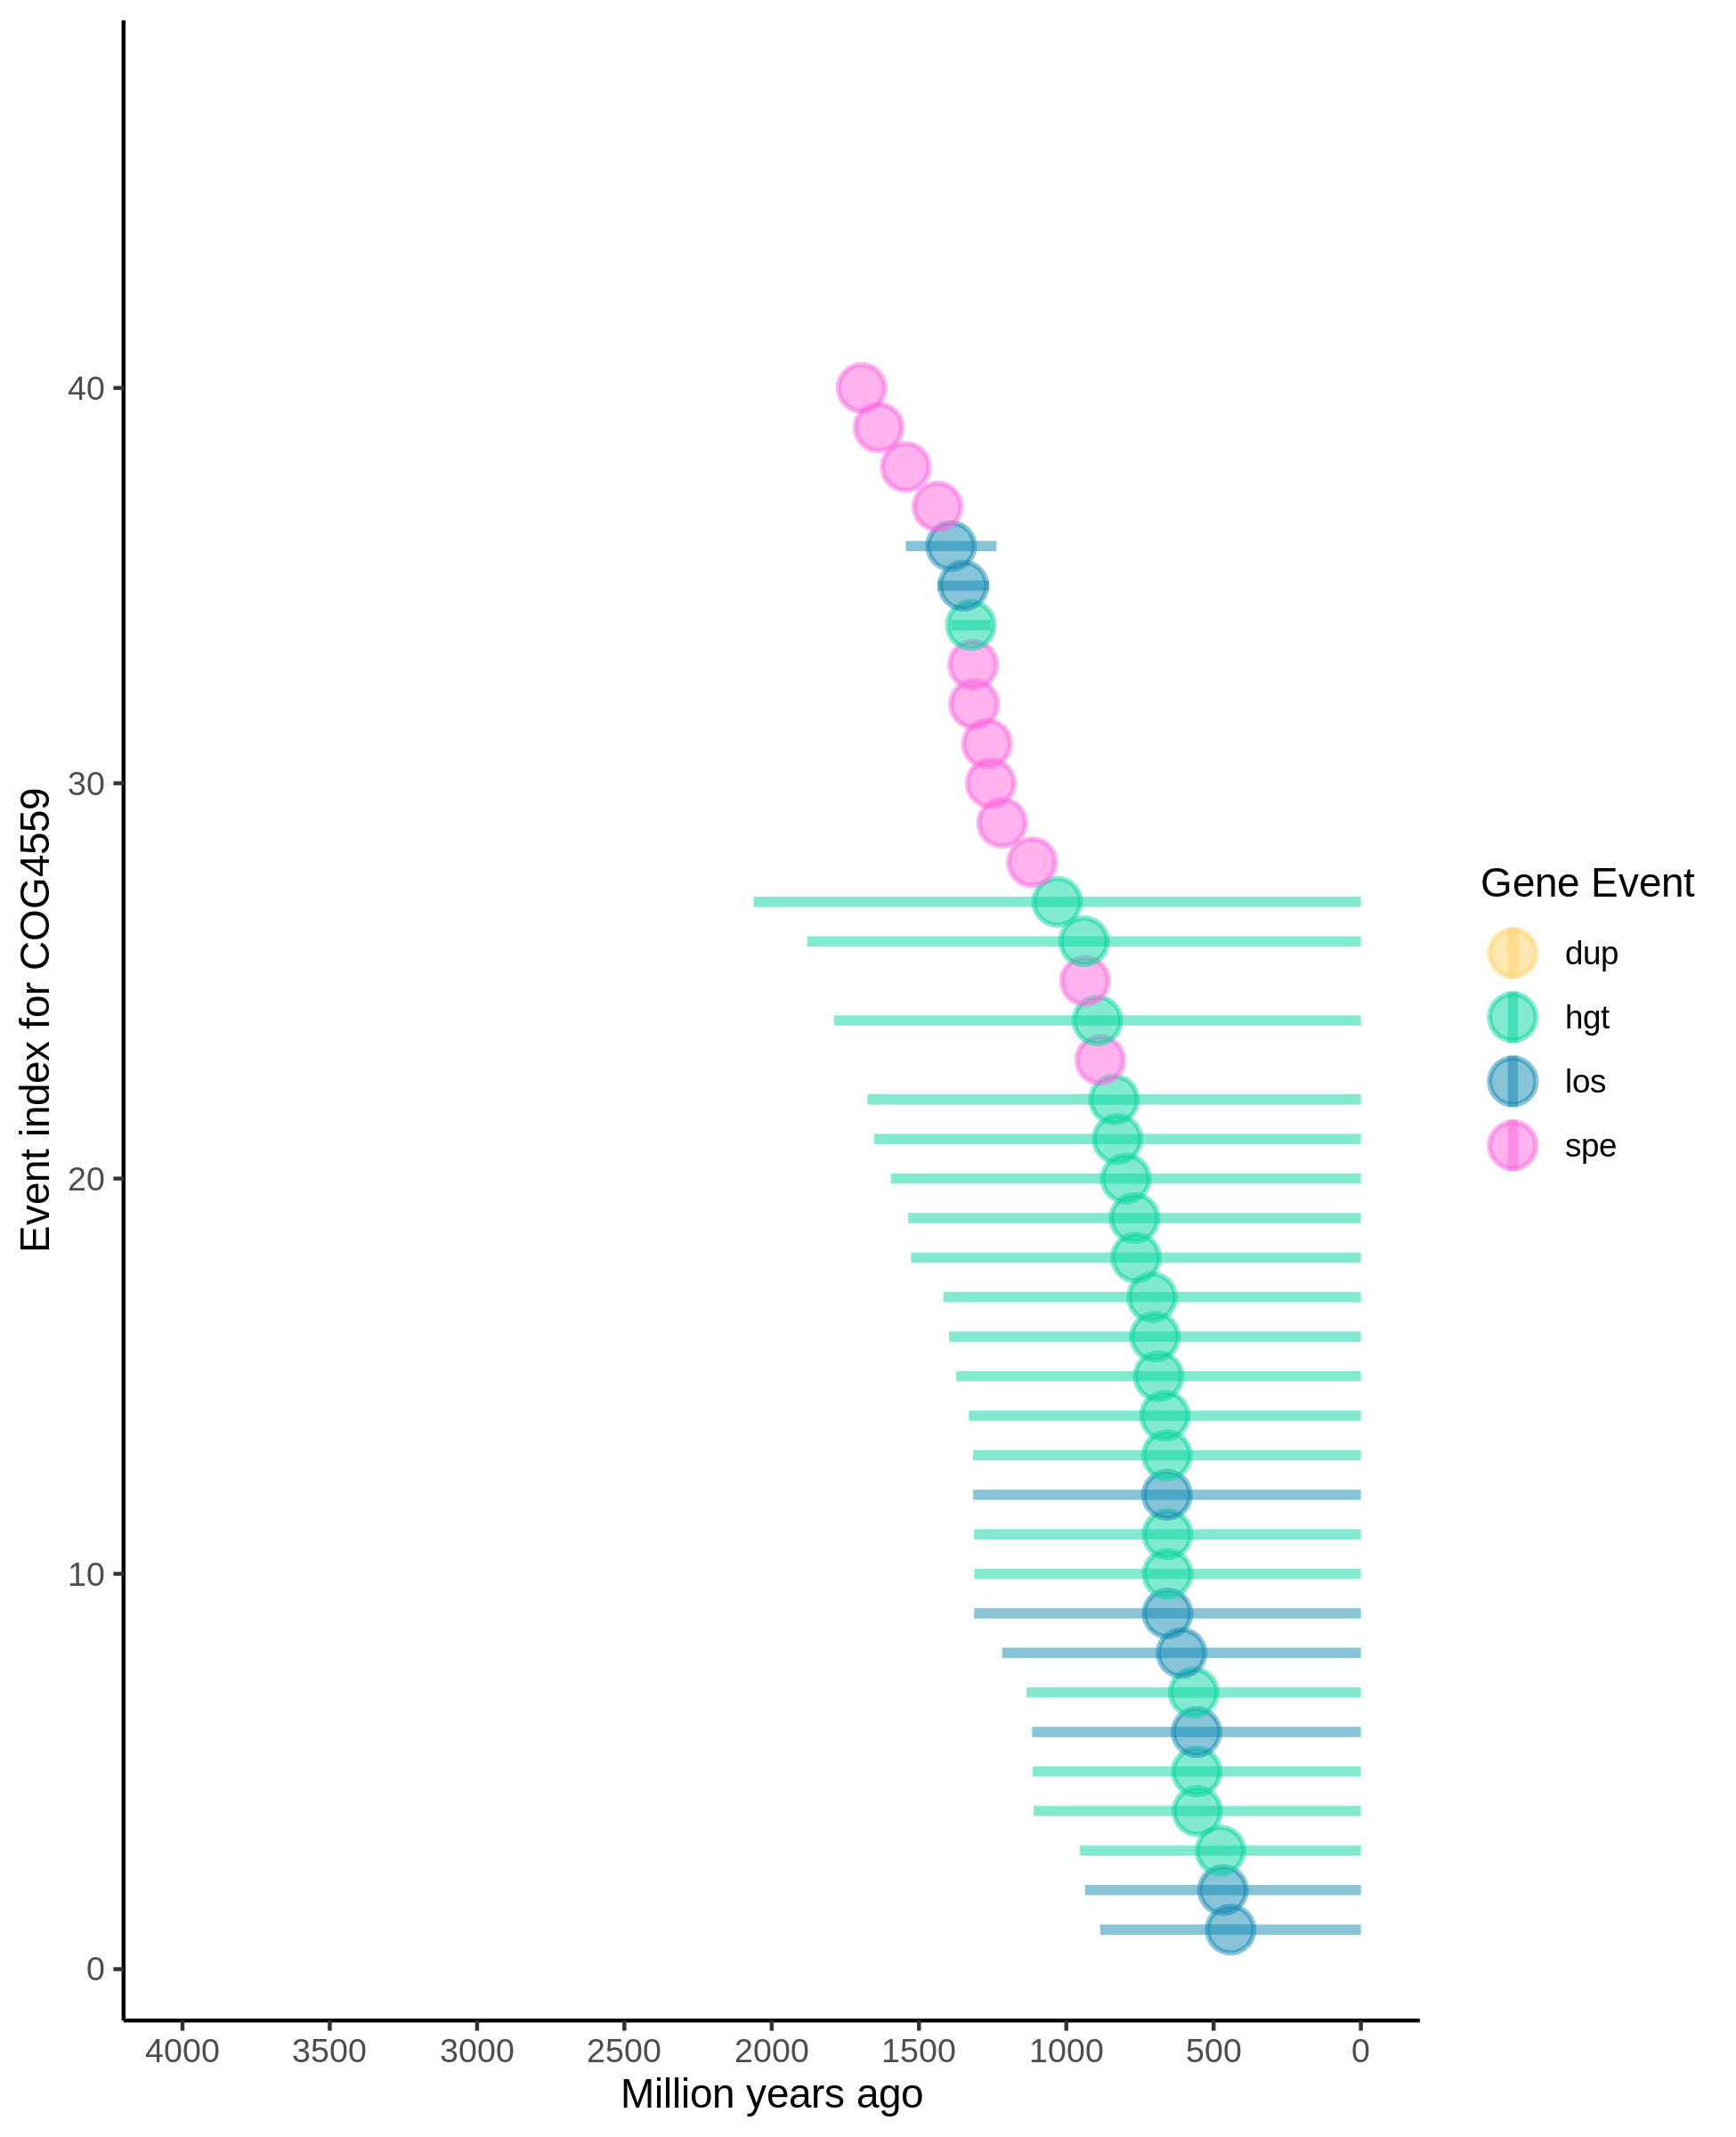 Event index for COG4559
40
30
20
10
0
4000 3500 3000 2500 2000 1500 1000 500 0
Million years ago
Gene Event
dup
hgt
los
spe